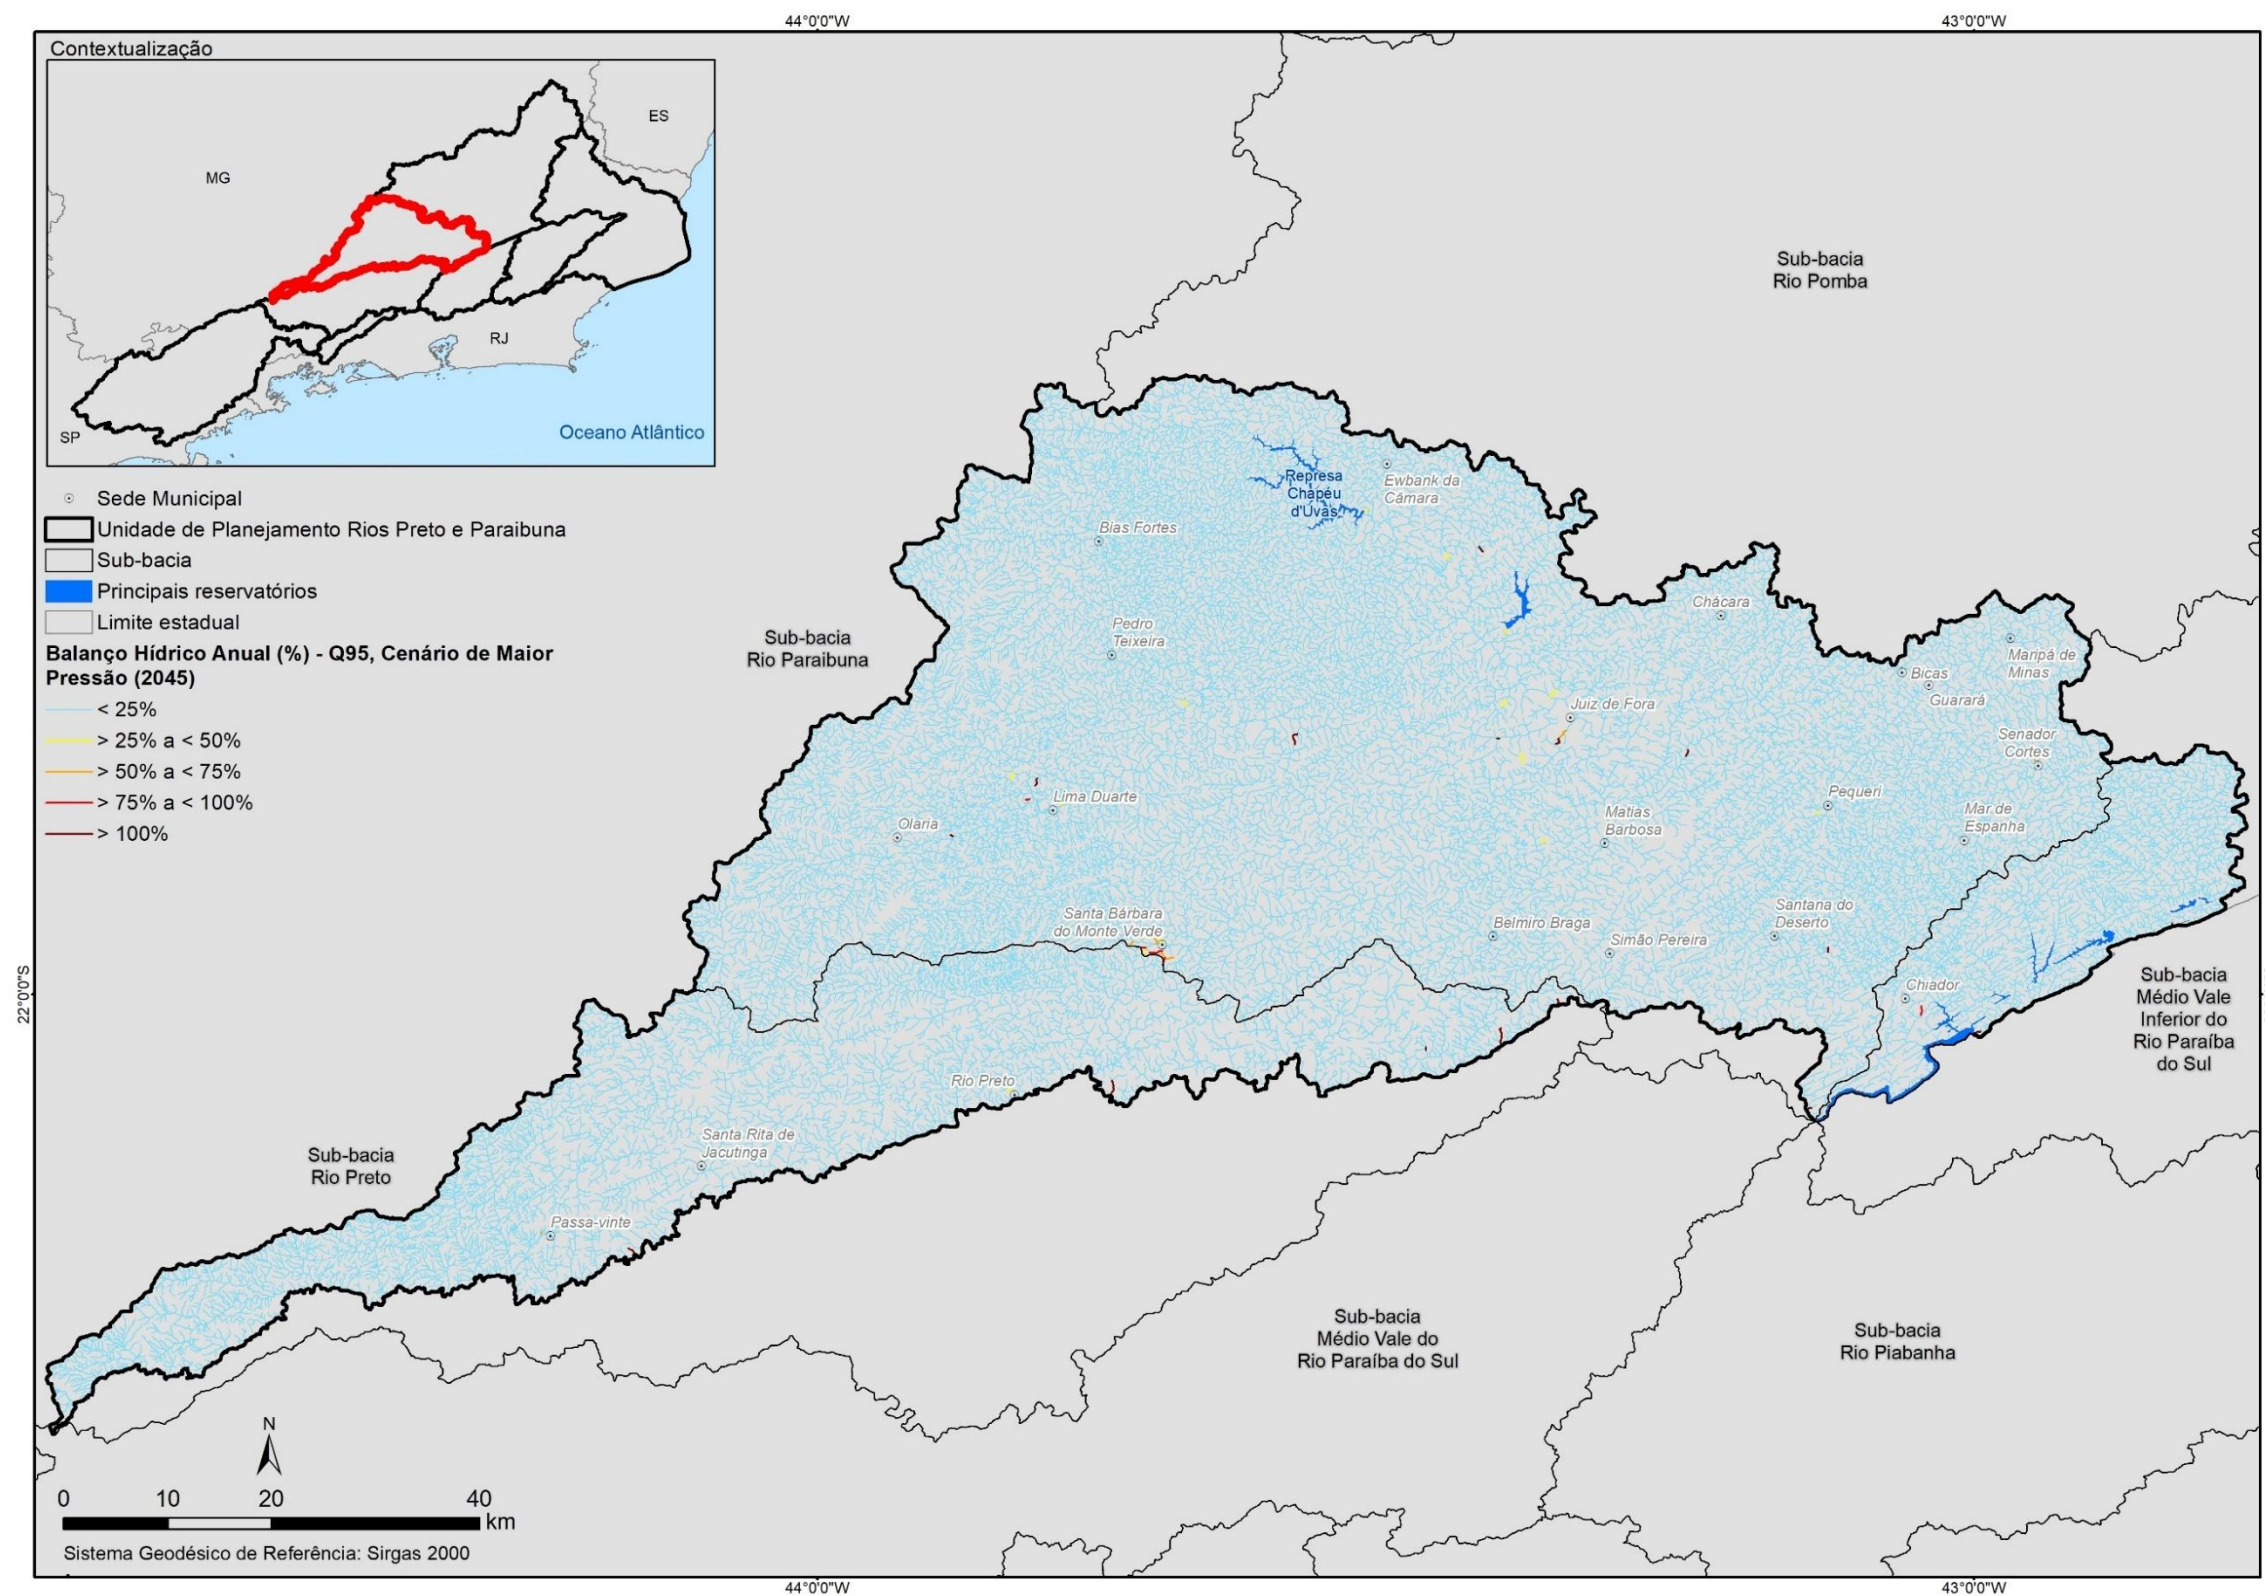 44°0'0"W
43°0'0"W
Contextualização
ES
MG
RJ
SP
Oceano Atlântico
Sede Municipal
Unidade de Planejamento Rios Preto e Paraibuna
Sub-bacia
Principais reservatórios
Limite estadual
Balanço Hídrico Anual (%) - Q95, Cenário de Maior
Pressão (2045)
< 25%
> 25% a < 50%
> 50% a < 75%
> 75% a < 100%
> 100%
Sub-bacia
Rio Pomba
Represa
Chapéu
d'Uvas
Ewbank da
Câmara
Bias Fortes
Chácara
Pedro
Teixeira
Sub-bacia
Rio Paraibuna
Maripá de
Minas
Bicas
Guarará
Juiz de Fora
Senador
Cortes
Lima Duarte
Pequeri
Olaria
Matias
Barbosa
Mar de
Espanha
Santa Bárbara
do Monte Verde
Belmiro Braga
Simão Pereira
Santana do
Deserto
22°0'0"S
Chiador
Sub-bacia
Médio Vale
Inferior do
Rio Paraíba
do Sul
Rio Preto
Santa Rita de
Jacutinga
Sub-bacia
Rio Preto
Passa-vinte
Sub-bacia
Médio Vale do
Rio Paraíba do Sul
Sub-bacia
Rio Piabanha
N
0 10 20 40
km
Sistema Geodésico de Referência: Sirgas 2000
44°0'0"W
43°0'0"W